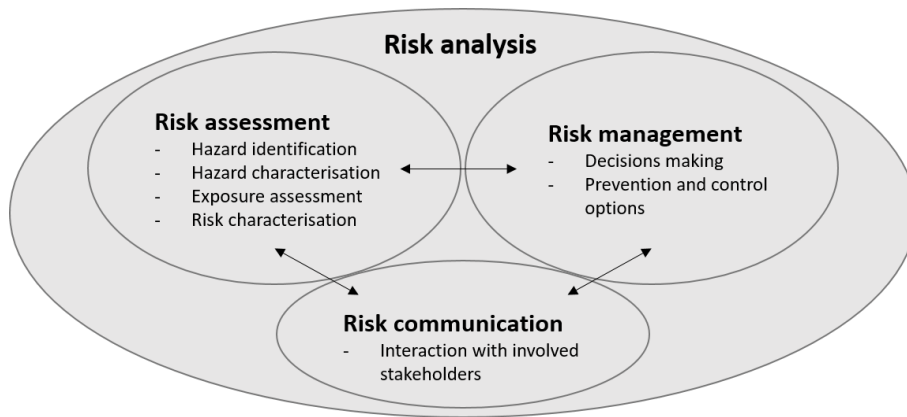 Risk analysis
Risk assessment
- Hazard identification
- Hazard characterisation
- Exposure assessment
- Risk characterisation
Risk management
- Decisions making
- Prevention and control
options
Risk communication
- Interaction with involved
stakeholders